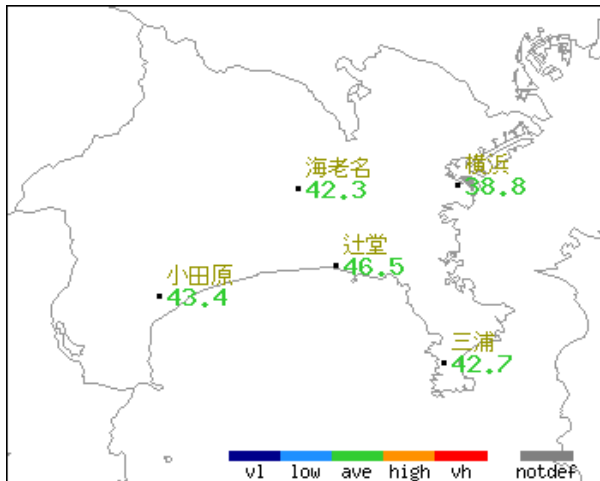 海老名
42.3
横浜
38.8
辻堂
46.5
小田原
43.4
三浦
42.7
vl low ave high vh notdef